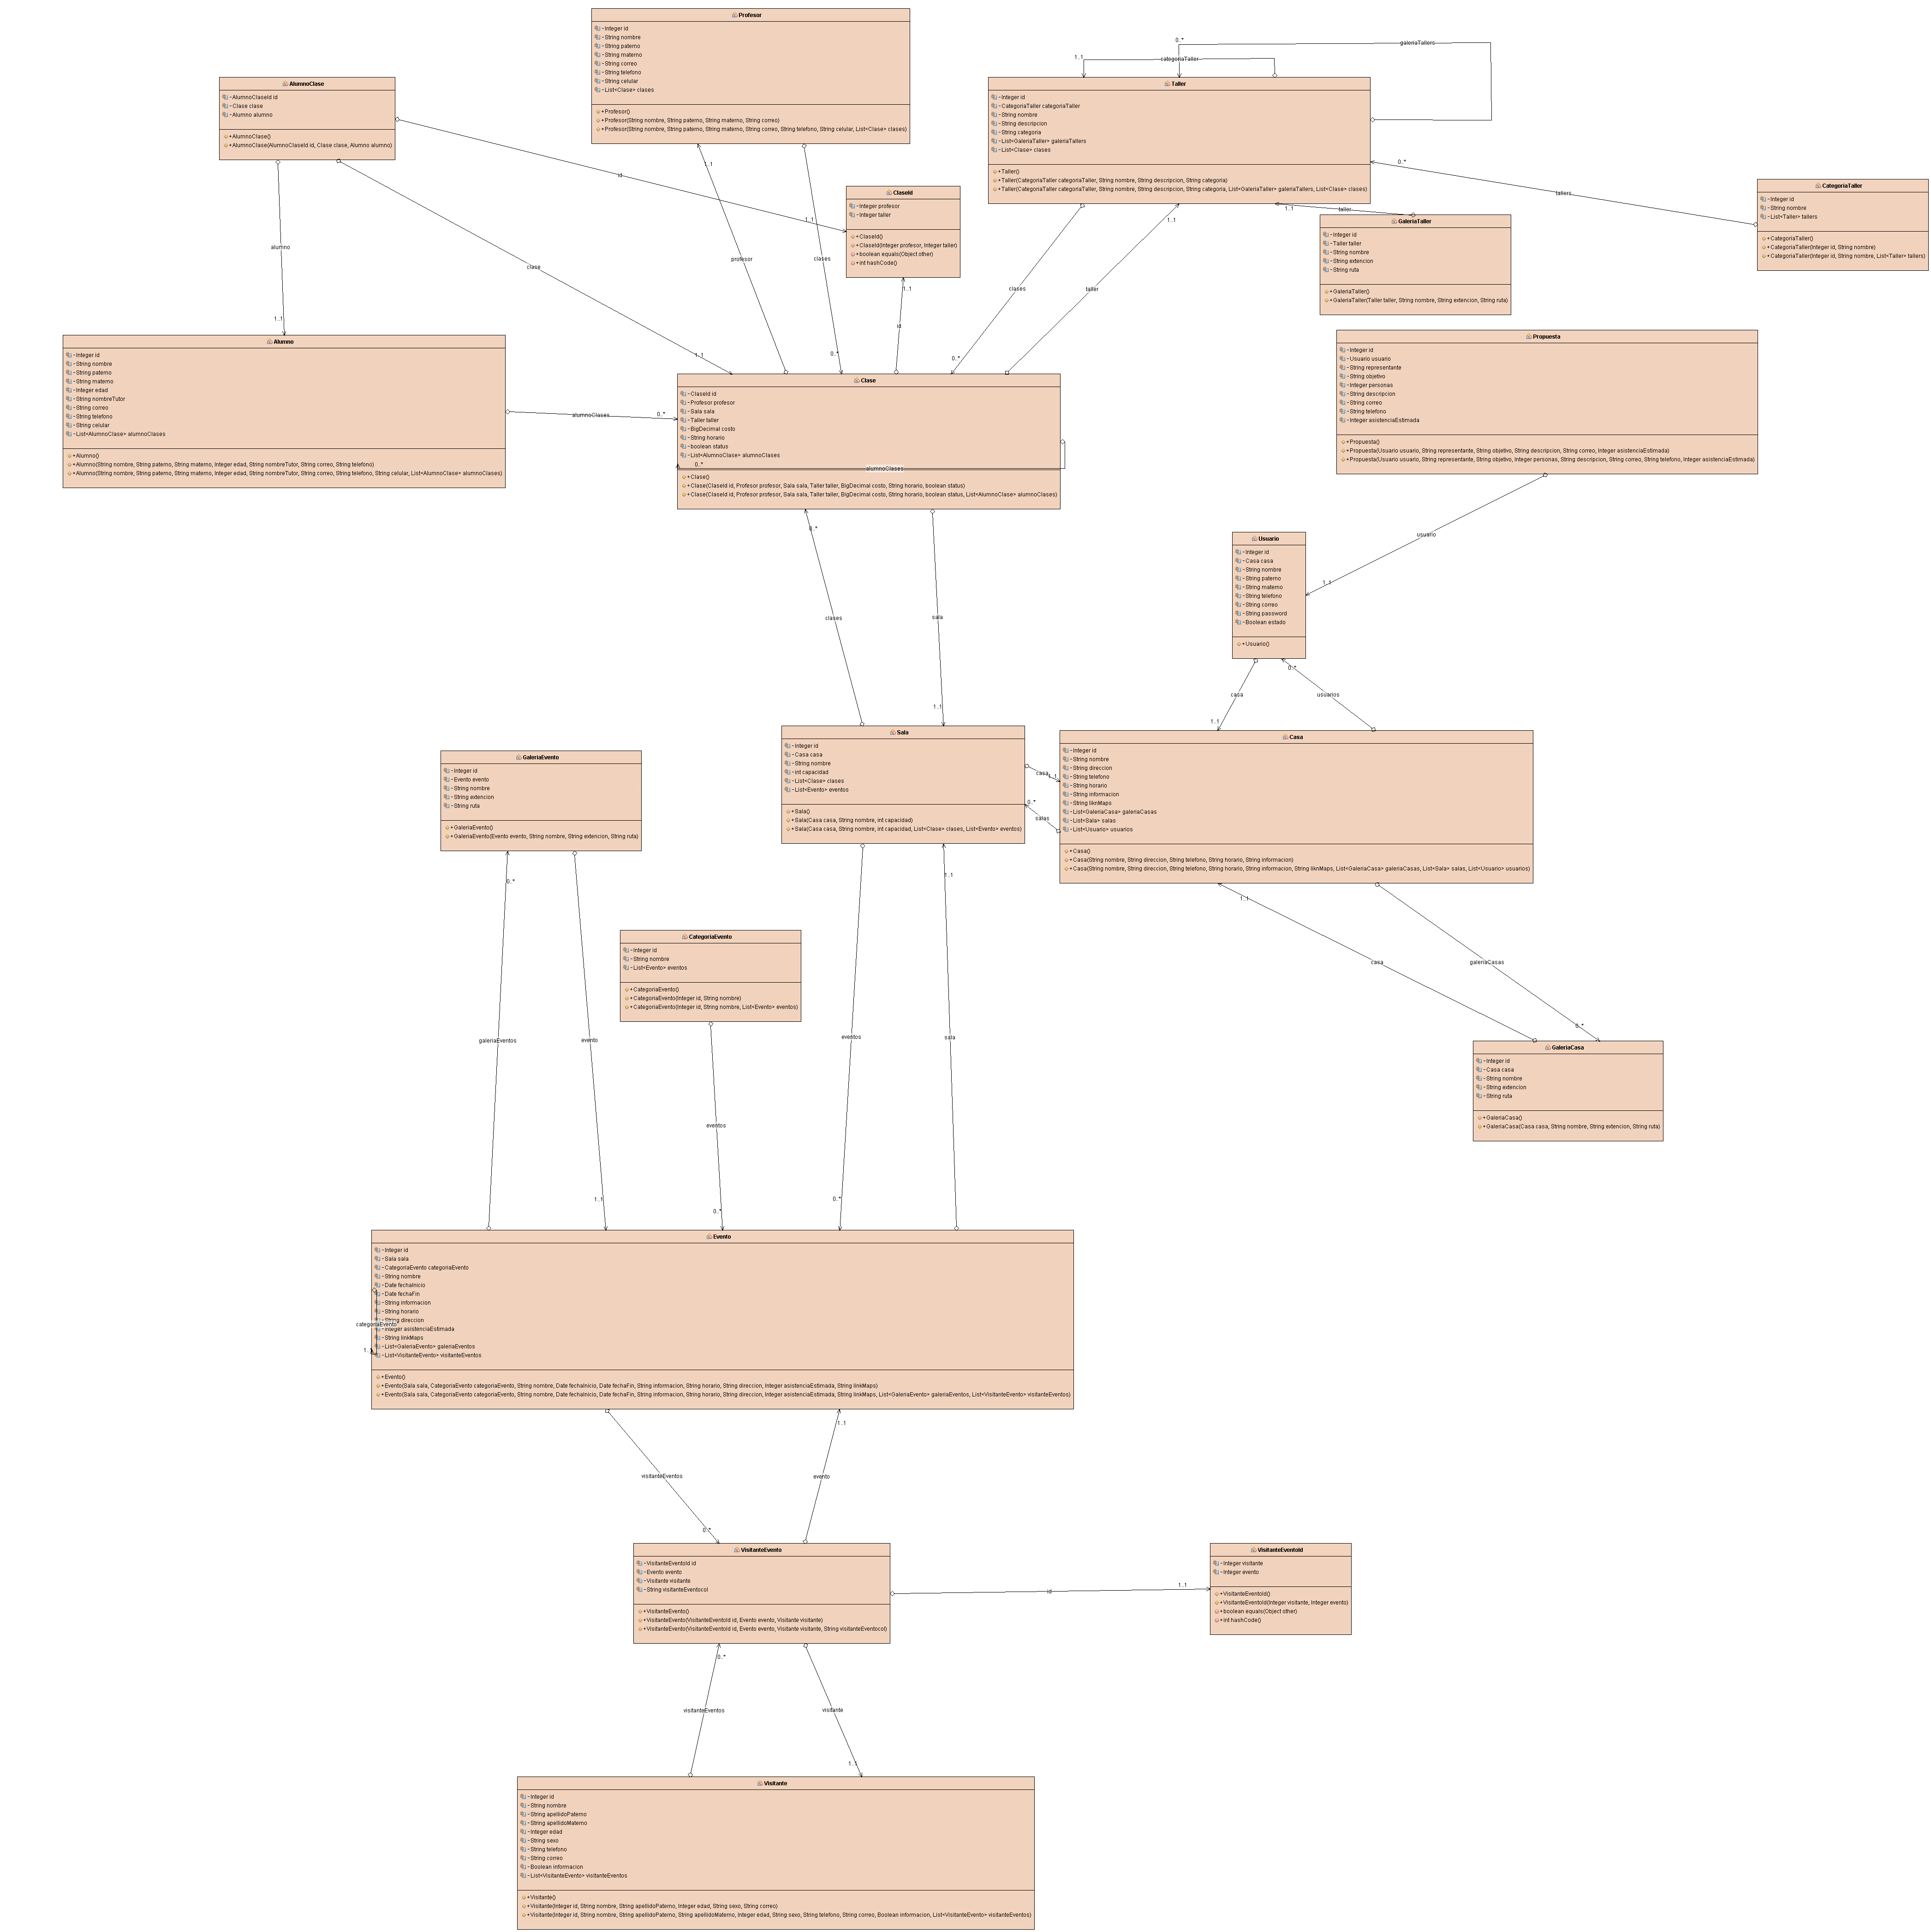 Profesor
-Integer id
-String nombre
-String paterno
-String materno
-String correo
-String telefono
-String celular
-List<Clase> clases
+Profesor()
+Profesor(String nombre, String paterno, String materno, String correo)
+Profesor(String nombre, String paterno, String materno, String correo, String telefono, String celular, List<Clase> clases)
AlumnoClase
-AlumnoClaseId id
-Clase clase
-Alumno alumno
+AlumnoClase()
+AlumnoClase(AlumnoClaseId id, Clase clase, Alumno alumno)
0..*
galeriaTallers
1..1
categoriaTaller
Taller
-Integer id
-CategoriaTaller categoriaTaller
-String nombre
-String descripcion
-String categoria
-List<GaleriaTaller> galeriaTallers
-List<Clase> clases
+Taller()
+Taller(CategoriaTaller categoriaTaller, String nombre, String descripcion, String categoria)
+Taller(CategoriaTaller categoriaTaller, String nombre, String descripcion, String categoria, List<GaleriaTaller> galeriaTallers, List<Clase> clases)
0..*
tallers
CategoriaTaller
-Integer id
-String nombre
-List<Taller> tallers
+CategoriaTaller()
+CategoriaTaller(Integer id, String nombre)
+CategoriaTaller(Integer id, String nombre, List<Taller> tallers)
1..1
id
1..1
ClaseId
-Integer profesor
-Integer taller
+ClaseId()
+ClaseId(Integer profesor, Integer taller)
+boolean equals(Object other)
+int hashCode()
1..1
taller
1..1
GaleriaTaller
-Integer id
-Taller taller
-String nombre
-String extencion
-String ruta
+GaleriaTaller()
+GaleriaTaller(Taller taller, String nombre, String extencion, String ruta)
alumno
clase
profesor
clases
1..1
id
clases
taller
1..1
1..1
0..*
0..*
Alumno
-Integer id
-String nombre
-String paterno
-String materno
-Integer edad
-String nombreTutor
-String correo
-String telefono
-String celular
-List<AlumnoClase> alumnoClases
+Alumno()
+Alumno(String nombre, String paterno, String materno, Integer edad, String nombreTutor, String correo, String telefono)
+Alumno(String nombre, String paterno, String materno, Integer edad, String nombreTutor, String correo, String telefono, String celular, List<AlumnoClase> alumnoClases)
alumnoClases
0..*
Clase
-ClaseId id
-Profesor profesor
-Sala sala
-Taller taller
-BigDecimal costo
-String horario
-boolean status
-List<AlumnoClase> alumnoClases
0..*
alumnoClases
+Clase()
+Clase(ClaseId id, Profesor profesor, Sala sala, Taller taller, BigDecimal costo, String horario, boolean status)
+Clase(ClaseId id, Profesor profesor, Sala sala, Taller taller, BigDecimal costo, String horario, boolean status, List<AlumnoClase> alumnoClases)
Propuesta
-Integer id
-Usuario usuario
-String representante
-String objetivo
-Integer personas
-String descripcion
-String correo
-String telefono
-Integer asistenciaEstimada
+Propuesta()
+Propuesta(Usuario usuario, String representante, String objetivo, String descripcion, String correo, Integer asistenciaEstimada)
+Propuesta(Usuario usuario, String representante, String objetivo, Integer personas, String descripcion, String correo, String telefono, Integer asistenciaEstimada)
usuario
1..1
Usuario
-Integer id
-Casa casa
-String nombre
-String paterno
-String materno
-String telefono
-String correo
-String password
-Boolean estado
+Usuario()
0..*
clases
sala
1..1
casa
1..1
0..*
usuarios
Sala
-Integer id
-Casa casa
-String nombre
-int capacidad
-List<Clase> clases
-List<Evento> eventos
+Sala()
+Sala(Casa casa, String nombre, int capacidad)
+Sala(Casa casa, String nombre, int capacidad, List<Clase> clases, List<Evento> eventos)
casa
1..1
0..*
salas
Casa
-Integer id
-String nombre
-String direccion
-String telefono
-String horario
-String informacion
-String liknMaps
-List<GaleriaCasa> galeriaCasas
-List<Sala> salas
-List<Usuario> usuarios
+Casa()
+Casa(String nombre, String direccion, String telefono, String horario, String informacion)
+Casa(String nombre, String direccion, String telefono, String horario, String informacion, String liknMaps, List<GaleriaCasa> galeriaCasas, List<Sala> salas, List<Usuario> usuarios)
GaleriaEvento
-Integer id
-Evento evento
-String nombre
-String extencion
-String ruta
+GaleriaEvento()
+GaleriaEvento(Evento evento, String nombre, String extencion, String ruta)
0..*
1..1
1..1
casa
galeriaCasas
0..*
CategoriaEvento
-Integer id
-String nombre
-List<Evento> eventos
+CategoriaEvento()
+CategoriaEvento(Integer id, String nombre)
+CategoriaEvento(Integer id, String nombre, List<Evento> eventos)
GaleriaCasa
-Integer id
-Casa casa
-String nombre
-String extencion
-String ruta
+GaleriaCasa()
+GaleriaCasa(Casa casa, String nombre, String extencion, String ruta)
galeriaEventos
evento
eventos
sala
eventos
1..1
0..*
0..*
Evento
-Integer id
-Sala sala
-CategoriaEvento categoriaEvento
-String nombre
-Date fechaInicio
-Date fechaFin
-String informacion
-String horario
-String direccion
categoriaEvento
-Integer asistenciaEstimada
-String linkMaps
-List<GaleriaEvento> galeriaEventos
-List<VisitanteEvento> visitanteEventos
+Evento()
+Evento(Sala sala, CategoriaEvento categoriaEvento, String nombre, Date fechaInicio, Date fechaFin, String informacion, String horario, String direccion, Integer asistenciaEstimada, String linkMaps)
+Evento(Sala sala, CategoriaEvento categoriaEvento, String nombre, Date fechaInicio, Date fechaFin, String informacion, String horario, String direccion, Integer asistenciaEstimada, String linkMaps, List<GaleriaEvento> galeriaEventos, List<VisitanteEvento> visitanteEventos)
1..1
visitanteEventos
evento
0..*
VisitanteEvento
-VisitanteEventoId id
-Evento evento
-Visitante visitante
-String visitanteEventocol
+VisitanteEvento()
+VisitanteEvento(VisitanteEventoId id, Evento evento, Visitante visitante)
+VisitanteEvento(VisitanteEventoId id, Evento evento, Visitante visitante, String visitanteEventocol)
id
1..1
VisitanteEventoId
-Integer visitante
-Integer evento
+VisitanteEventoId()
+VisitanteEventoId(Integer visitante, Integer evento)
+boolean equals(Object other)
+int hashCode()
0..*
visitanteEventos
visitante
1..1
Visitante
-Integer id
-String nombre
-String apellidoPaterno
-String apellidoMaterno
-Integer edad
-String sexo
-String telefono
-String correo
-Boolean informacion
-List<VisitanteEvento> visitanteEventos
+Visitante()
+Visitante(Integer id, String nombre, String apellidoPaterno, Integer edad, String sexo, String correo)
+Visitante(Integer id, String nombre, String apellidoPaterno, String apellidoMaterno, Integer edad, String sexo, String telefono, String correo, Boolean informacion, List<VisitanteEvento> visitanteEventos)